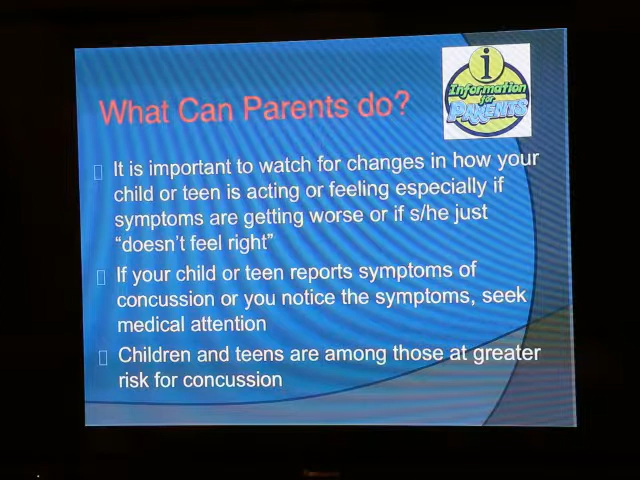 i
Information
for
PARENTS
What Can Parents do?
It is important to watch for changes in how your
child or teen is acting or feeling especially if
symptoms are getting worse or if s/he just
“doesn’t feel right”
If your child or teen reports symptoms of
concussion or you notice the symptoms, seek
medical attention
Children and teens are among those at greater
risk for concussion